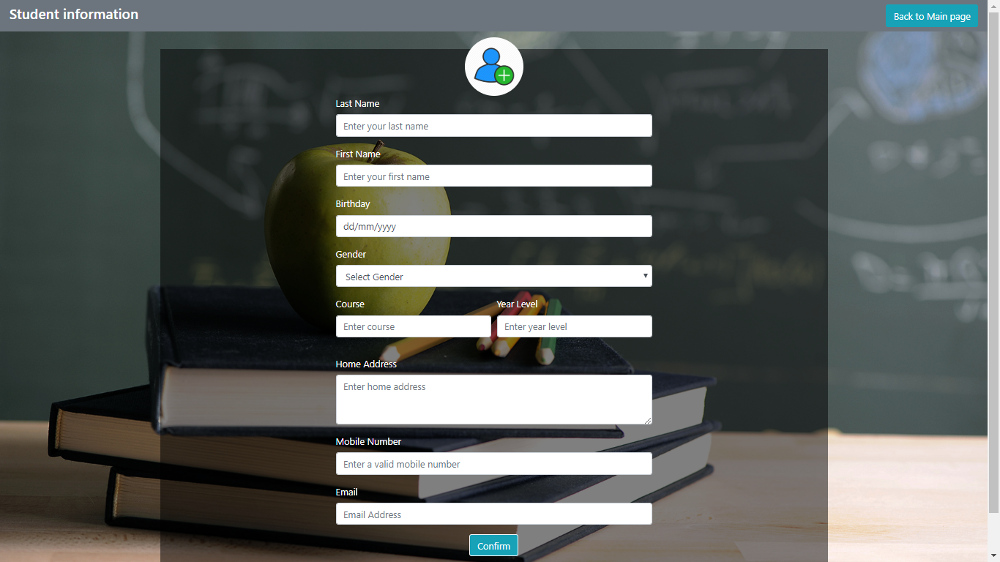 Student information
Back to Main page
Last Name
Enter your last name
First Name
Enter your first name
Birthday
dd/mm/yyyy
Gender
Select Gender
Course Year Level
Enter course Enter year level
Home Address
Enter home address
Mobile Number
Enter a valid mobile number
Email
Email Address
Confirm